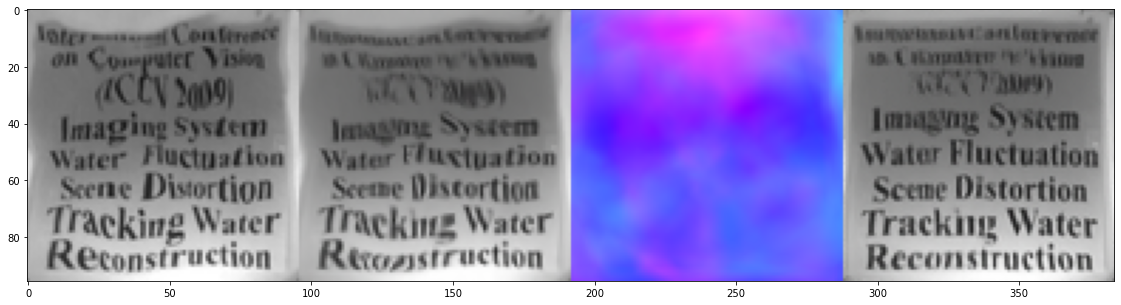 International Conference
on Computer Vision
(ICCV 2009)
Imaging System
Water Fluctuation
Scene Distortion
Tracking Water
Reconstruction
Imaging System
Water Fluctuation
Scene Distortion
Tracking Water
Reconstruction
Imaging System
Water Fluctuation
Scene Distortion
Tracking Water
Reconstruction
0
20
40
60
80
0 50 100 150 200 250 300 350